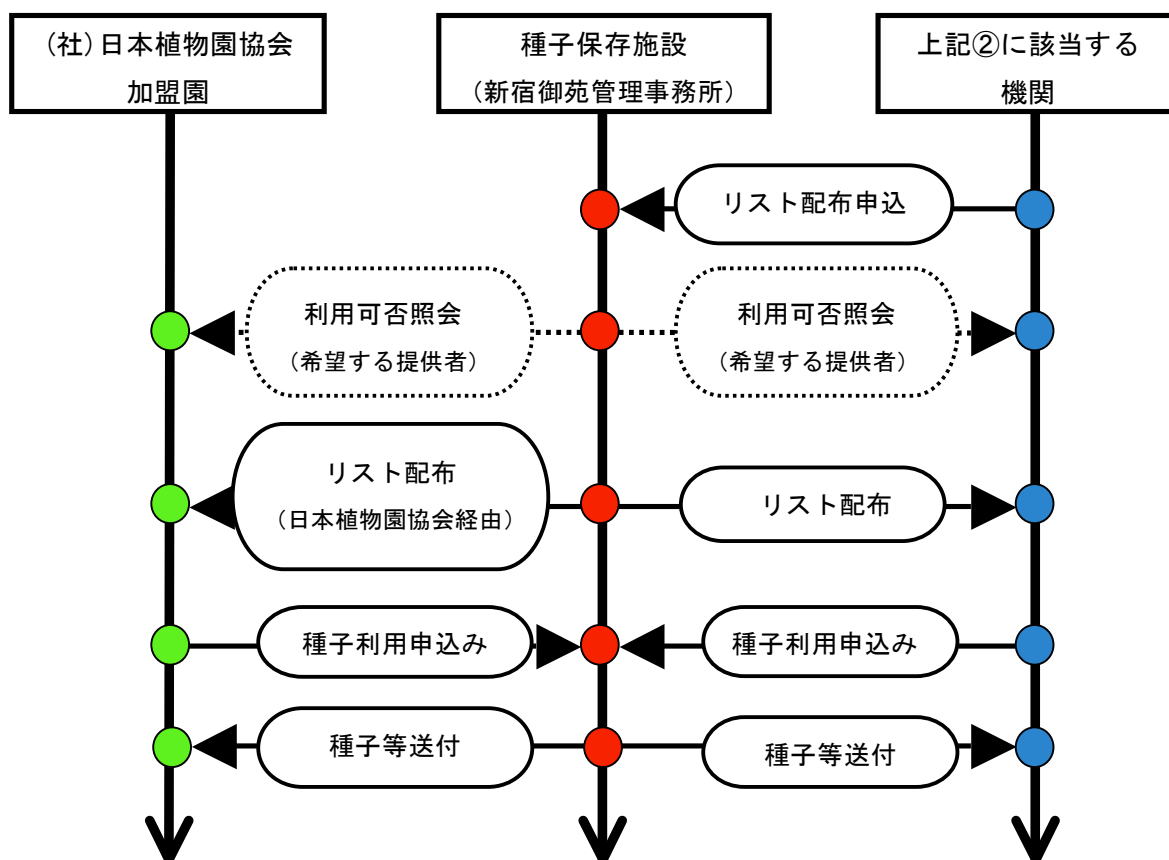 (社)日本植物園協会
加盟園
種子保存施設
(新宿御苑管理事務所)
上記②に該当する
機関
リスト配布申込
利用可否照会
(希望する提供者)
利用可否照会
(希望する提供者)
リスト配布
(日本植物園協会経由)
リスト配布
種子利用申込み
種子利用申込み
種子等送付
種子等送付